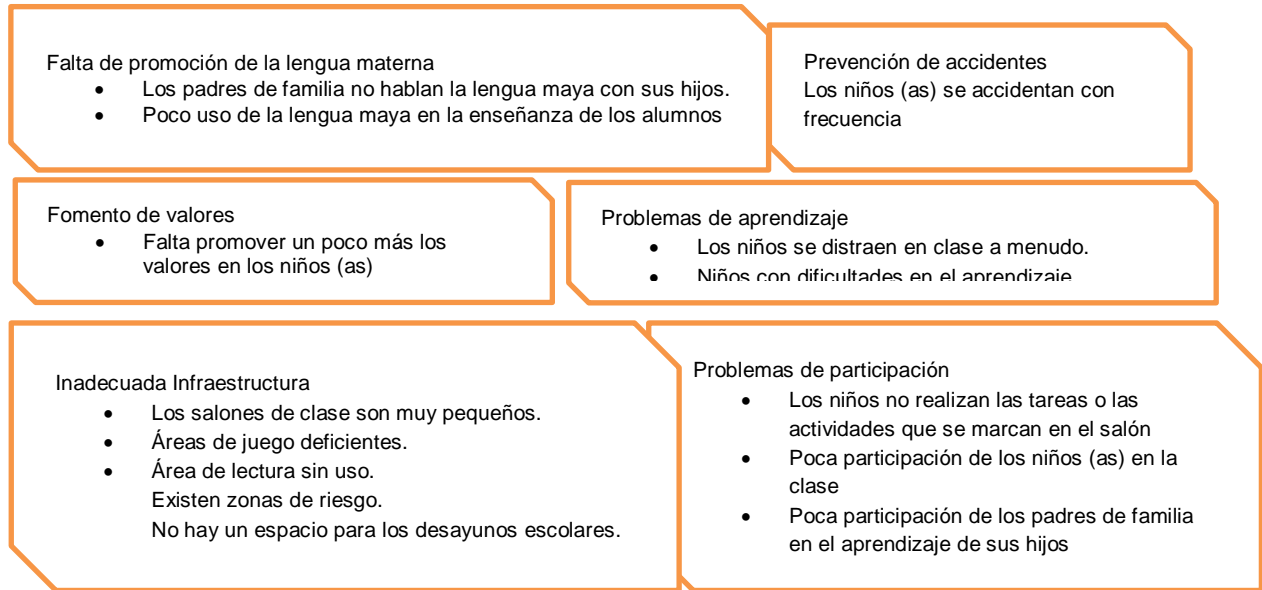 Falta de promoción de la lengua materna
• Los padres de familia no hablan la lengua maya con sus hijos.
• Poco uso de la lengua maya en la enseñanza de los alumnos
Prevención de accidentes
Los niños (as) se accidentan con
frecuencia
Fomento de valores
• Falta promover un poco más los
valores en los niños (as)
Problemas de aprendizaje
• Los niños se distraen en clase a menudo.
• Niños con dificultades en el aprendizaje
Inadecuada Infraestructura
• Los salones de clase son muy pequeños.
• Áreas de juego deficientes.
• Área de lectura sin uso.
Existen zonas de riesgo.
No hay un espacio para los desayunos escolares.
Problemas de participación
• Los niños no realizan las tareas o las
actividades que se marcan en el salón
• Poca participación de los niños (as) en la
clase
• Poca participación de los padres de familia
en el aprendizaje de sus hijos